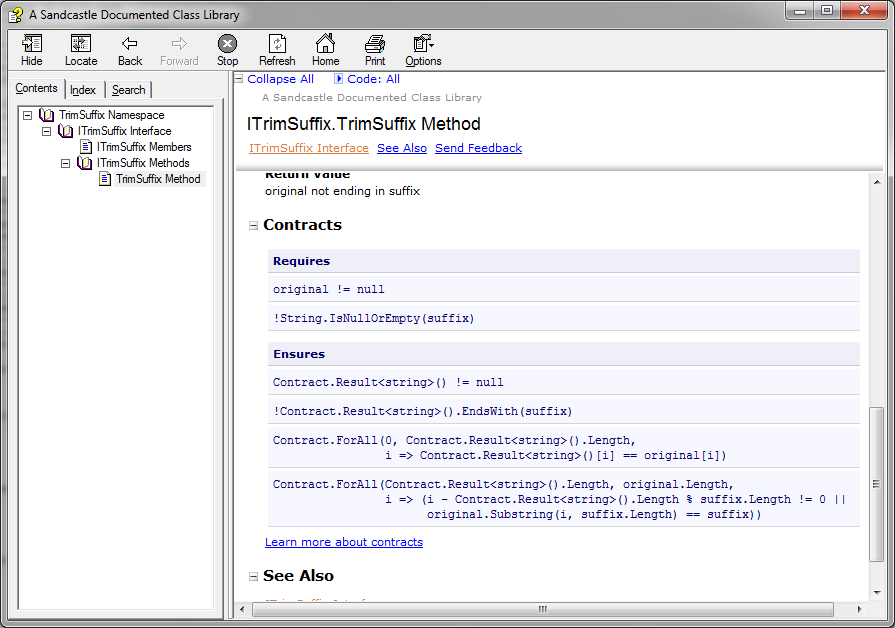 A Sandcastle Documented Class Library
Hide Locate Back Forward Stop Refresh Home Print Options
Contents Index Search
TrimSuffix Namespace
ITrimSuffix Interface
ITrimSuffix Members
ITrimSuffix Methods
TrimSuffix Method
Collapse All Code: All
A Sandcastle Documented Class Library
ITrimSuffix.TrimSuffix Method
ITrimSuffix Interface See Also Send Feedback
Return Value
original not ending in suffix
Contracts
Requires
original != null
!String.IsNullOrEmpty(suffix)
Ensures
Contract.Result<string>() != null
!Contract.Result<string>().EndsWith(suffix)
Contract.ForAll(0, Contract.Result<string>().Length,
i => Contract.Result<string>()[i] == original[i])
Contract.ForAll(Contract.Result<string>().Length, original.Length,
i => (i - Contract.Result<string>().Length % suffix.Length != 0 ||
original.Substring(i, suffix.Length) == suffix))
Learn more about contracts
See Also